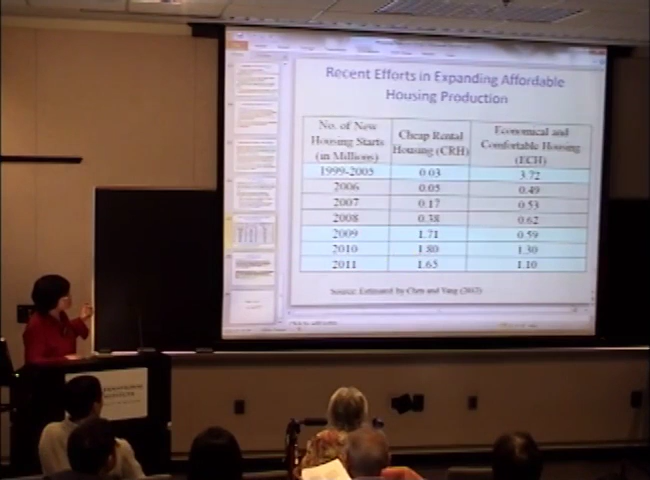 Recent Efforts in Expanding Affordable
Housing Production
No. of New
Housing Starts
(in Millions)
Cheap Rental
Housing (CRH)
Economical and
Comfortable Housing
(ECH)
1999-2005 0.03 3.72
2006 0.05 0.49
2007 0.17 0.53
2008 0.38 0.62
2009 1.71 0.59
2010 1.80 1.30
2011 1.65 1.10
Source: Estimated by Chen and Yang (2012)